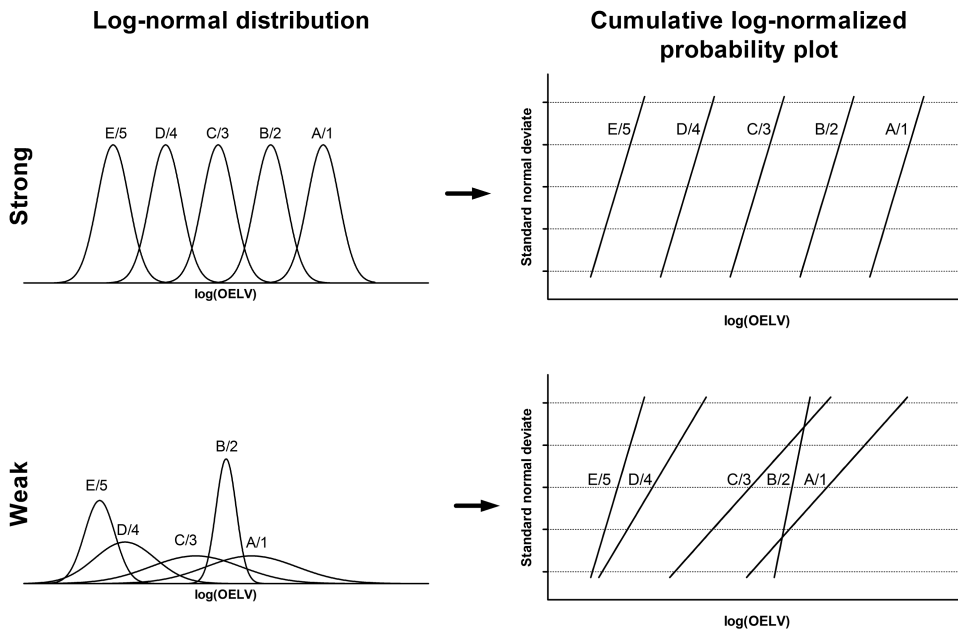 Log-normal distribution
Cumulative log-normalized
probability plot
Strong
E/5 D/4 C/3 B/2 A/1
log(OELV)
Standard normal deviate
E/5 D/4 C/3 B/2 A/1
log(OELV)
Weak
B/2
E/5
D/4
C/3 A/1
log(OELV)
Standard normal deviate
E/5 D/4 C/3 B/2 A/1
log(OELV)